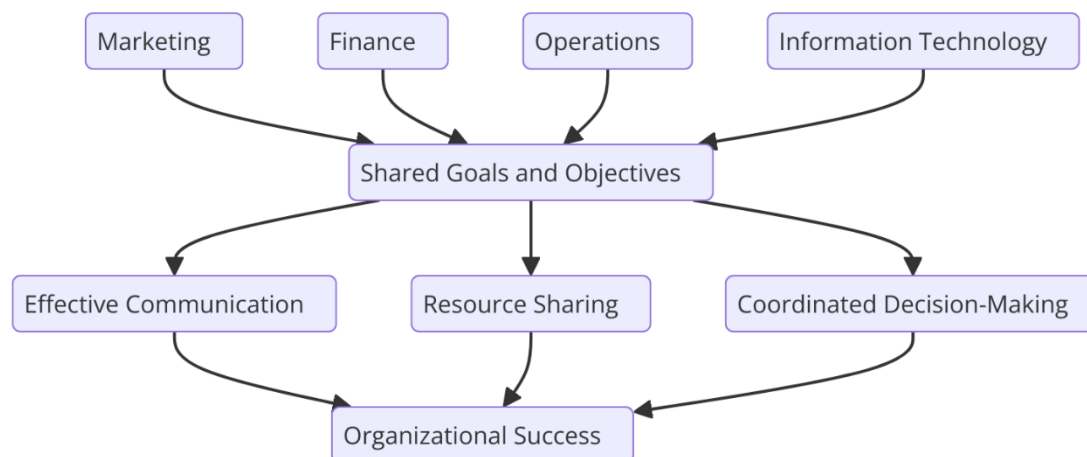 Marketing
Finance
Operations
Information Technology
Shared Goals and Objectives
Effective Communication
Resource Sharing
Coordinated Decision-Making
Organizational Success